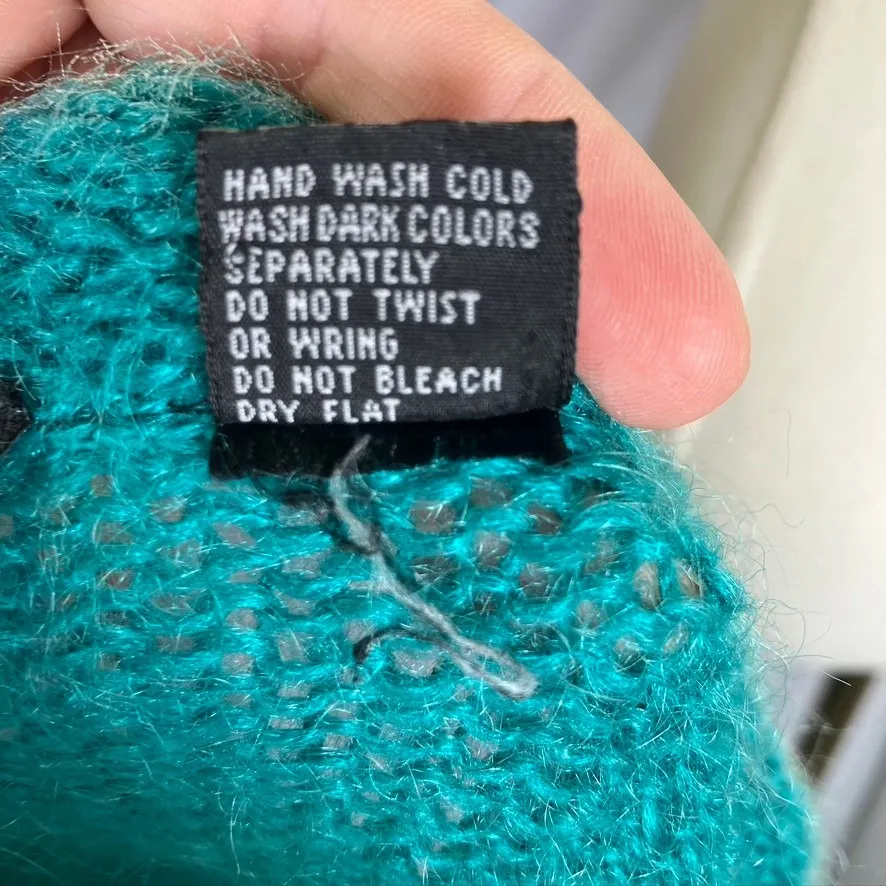 HAND WASH COLD
WASH DARK COLORS
SEPARATELY
DO NOT TWIST
OR WRING
DO NOT BLEACH
DRY FLAT